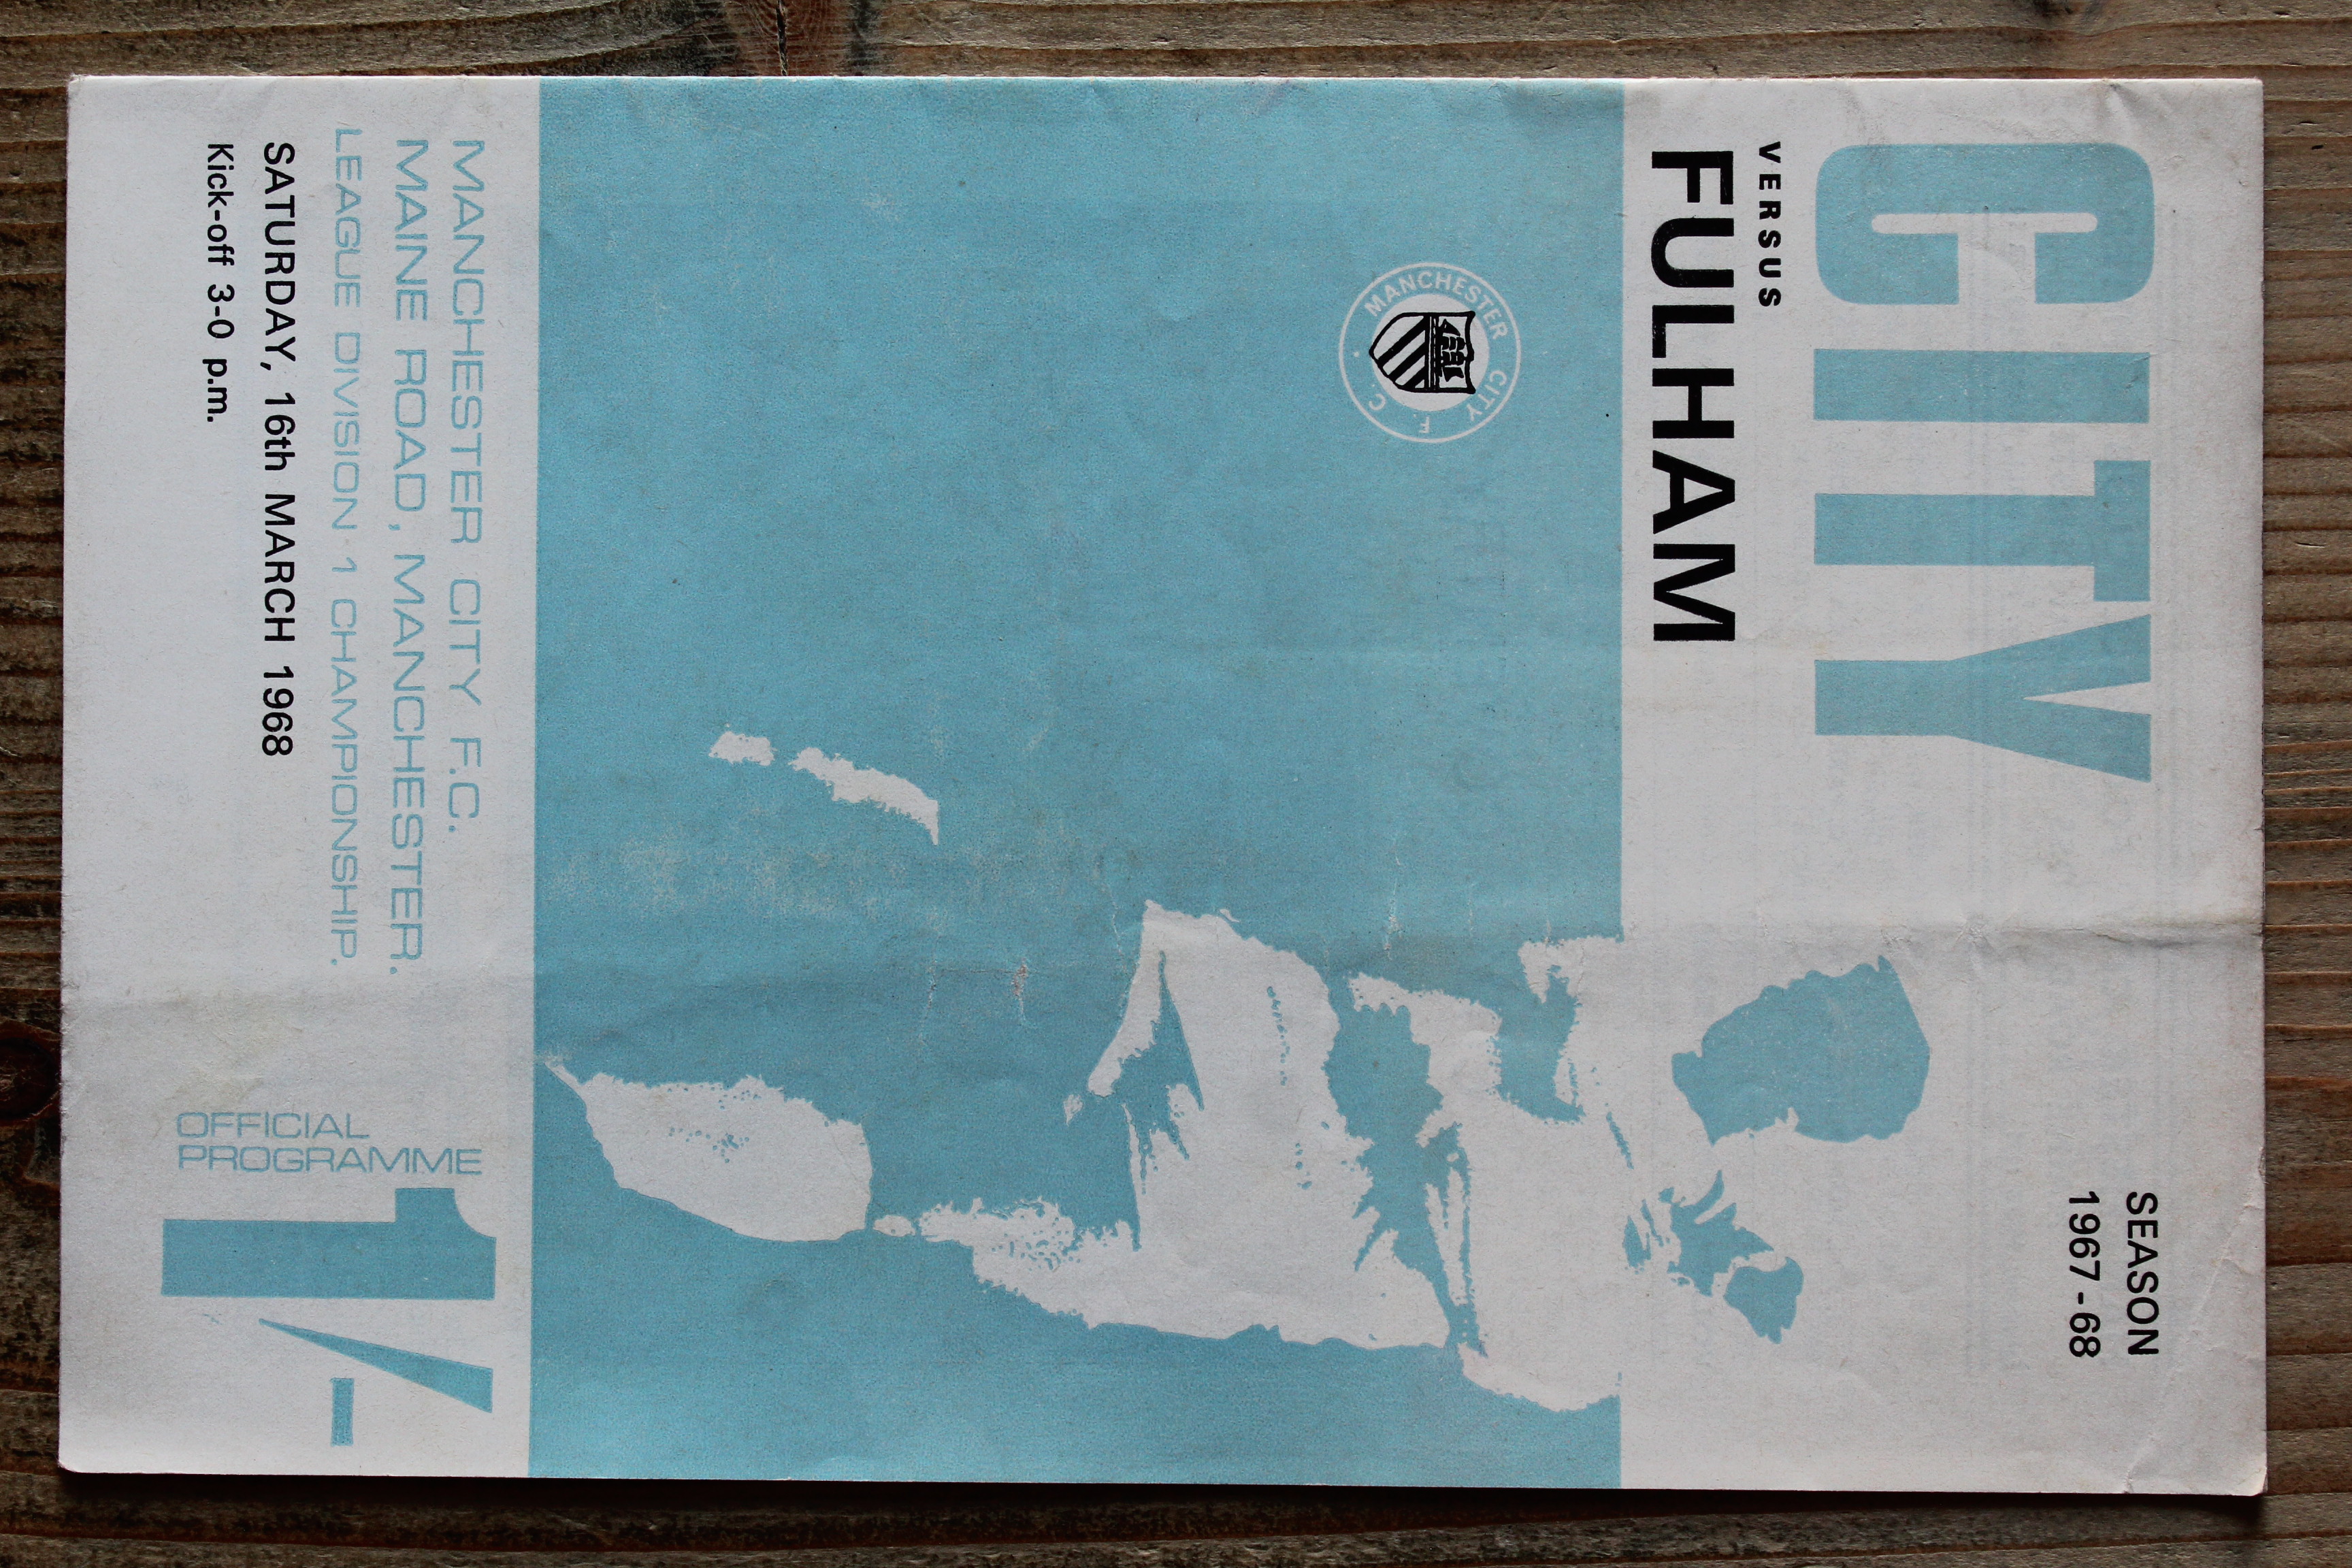 CITY
SEASON
1967-68
VERSUS
FULHAM
MANCHESTER CITY F. C.
MANCHESTER CITY F.C.
MAINE ROAD, MANCHESTER.
LEAGUE DIVISION 1 CHAMPIONSHIP.
SATURDAY, 16th MARCH 1968
Kick-off 3-0 p.m.
OFFICIAL
PROGRAMME
1/-